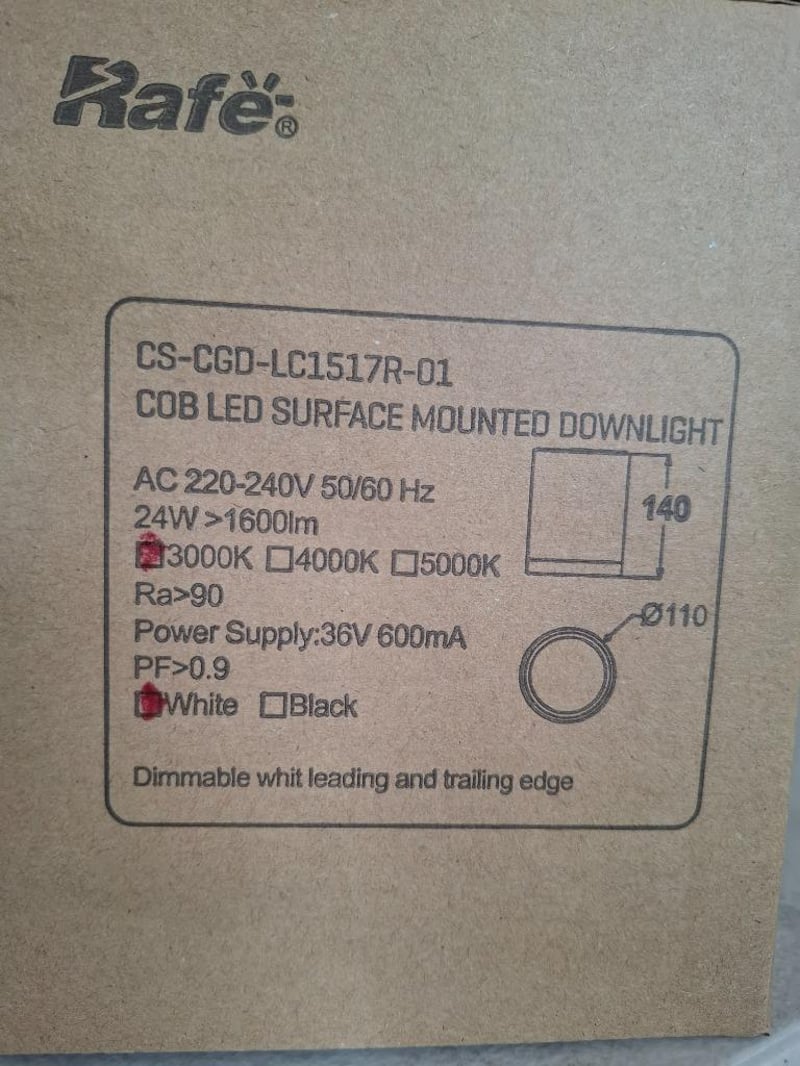 Rafe®
CS-CGD-LC1517R-01
COB LED SURFACE MOUNTED DOWNLIGHT
AC 220-240V 50/60 Hz
24W >1600lm
140
3000K □4000K □5000K
Ra>90
Ø110
Power Supply:36V 600mA
PF>0.9
White □Black
Dimmable whit leading and trailing edge